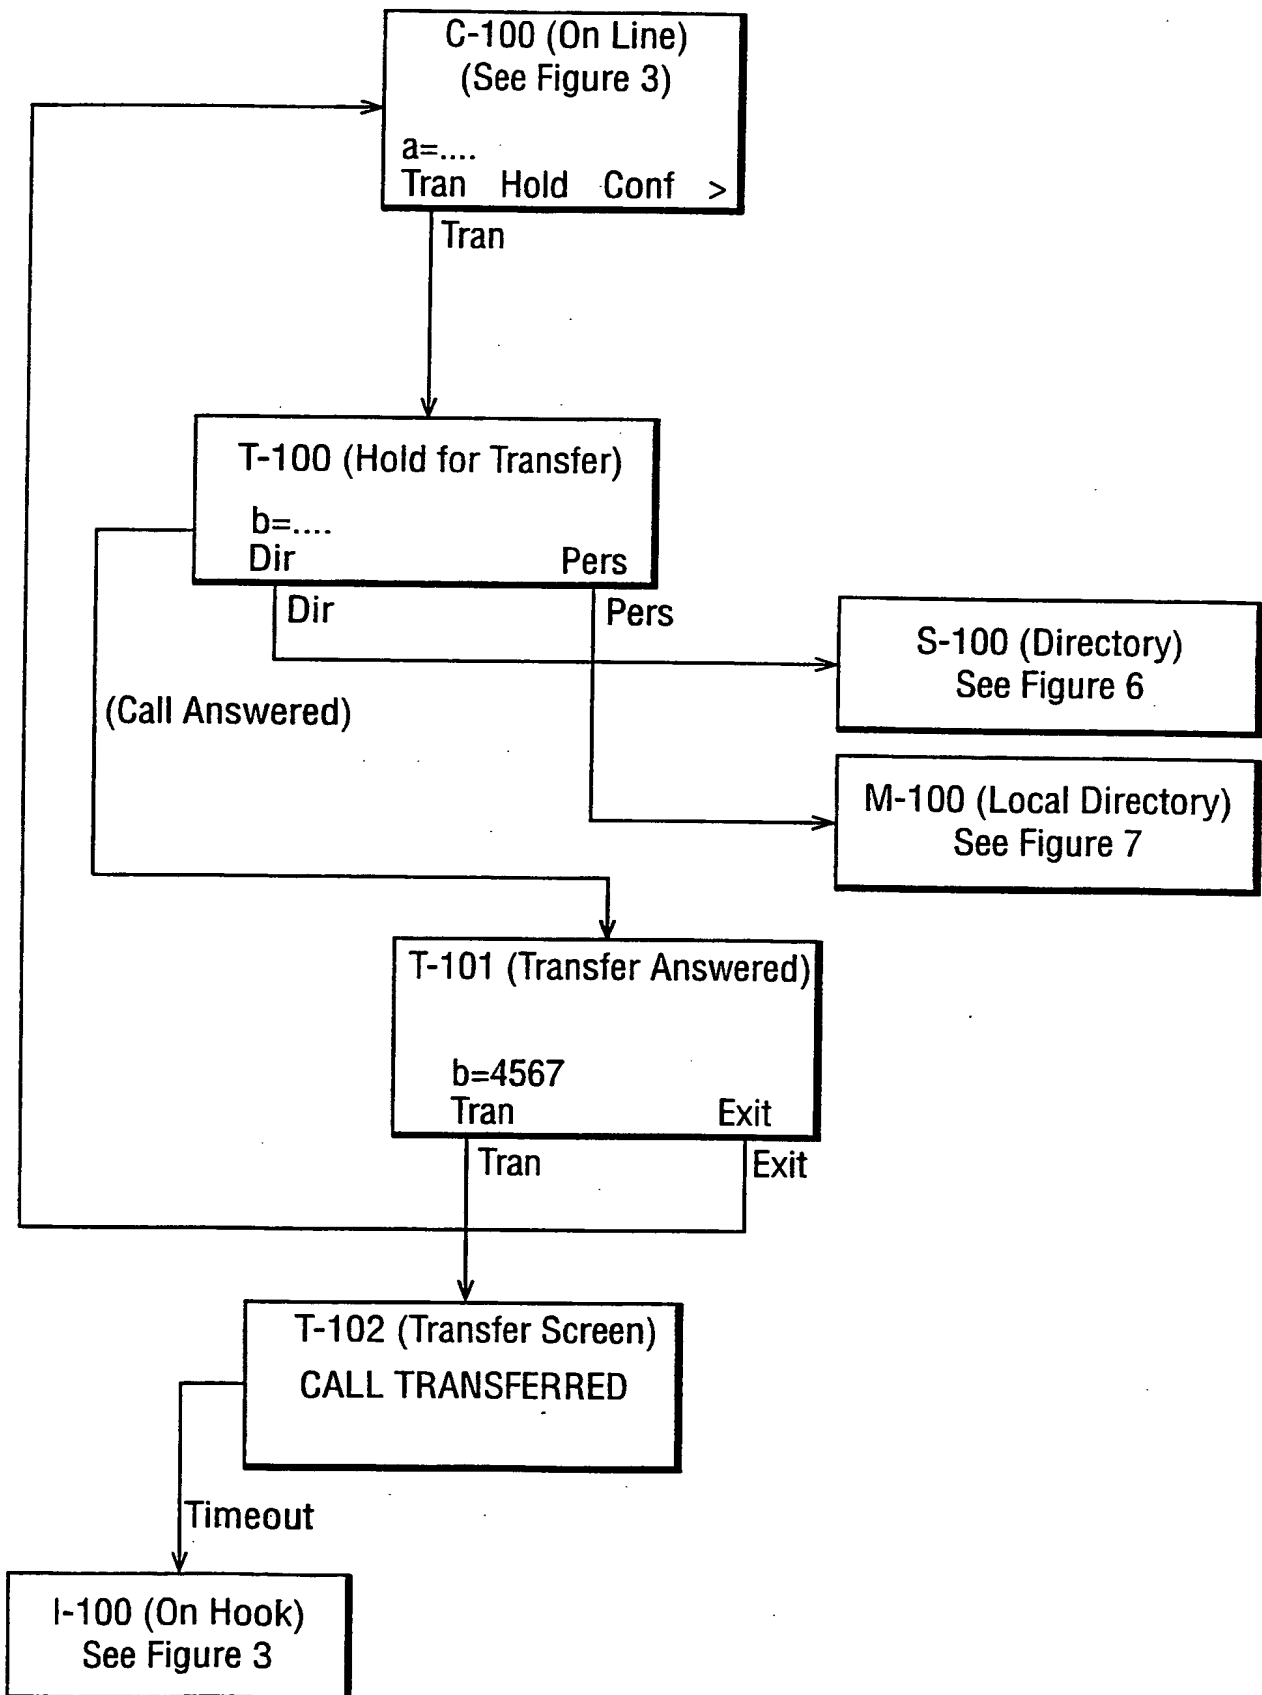 C-100 (On Line)
(See Figure 3)
a=....
Tran Hold Conf >
Tran
T-100 (Hold for Transfer)
b=....
Dir Pers
Dir Pers
S-100 (Directory)
See Figure 6
(Call Answered)
M-100 (Local Directory)
See Figure 7
T-101 (Transfer Answered)
b=4567
Tran Exit
Tran Exit
T-102 (Transfer Screen)
CALL TRANSFERRED
Timeout
I-100 (On Hook)
See Figure 3